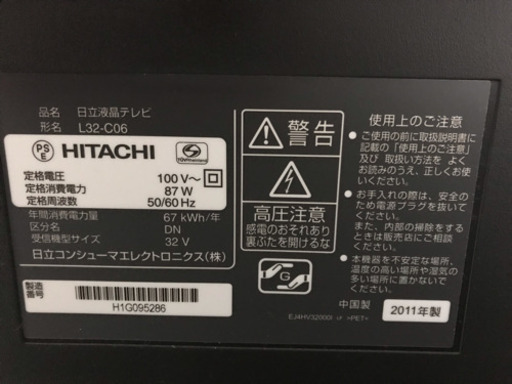 品名 日立液晶テレビ
形名 L32-C06
PS
E
HITACHI
定格電圧 100 V～
定格消費電力 87 W
定格周波数 50/60 Hz
年間消費電力量 67 kWh/年
区分名 DN
受信機型サイズ 32 V
日立コンシューマエレクトロニクス(株)
製造
番号
H1G095286
警告
高圧注意
感電のおそれあり
裏ぶたを開けるな
G
使用上のご注意
・ご使用の前に取扱説明書に
記載の「使用上のご注意」
及び 取扱い方法を よく
お読みのうえ、正しくお使
いください。
・お手入れの際は、安全の
ため電源プラグを抜いて
ください。
また、内部の掃除をする
ときは販売店にご相談
ください。
・本機器を不安定な場所、
温度の高い場所や湿気の
多い場所に置かないで
ください。
中国製
2011年製
EJ4HV32000I ﾊｲ >PET<